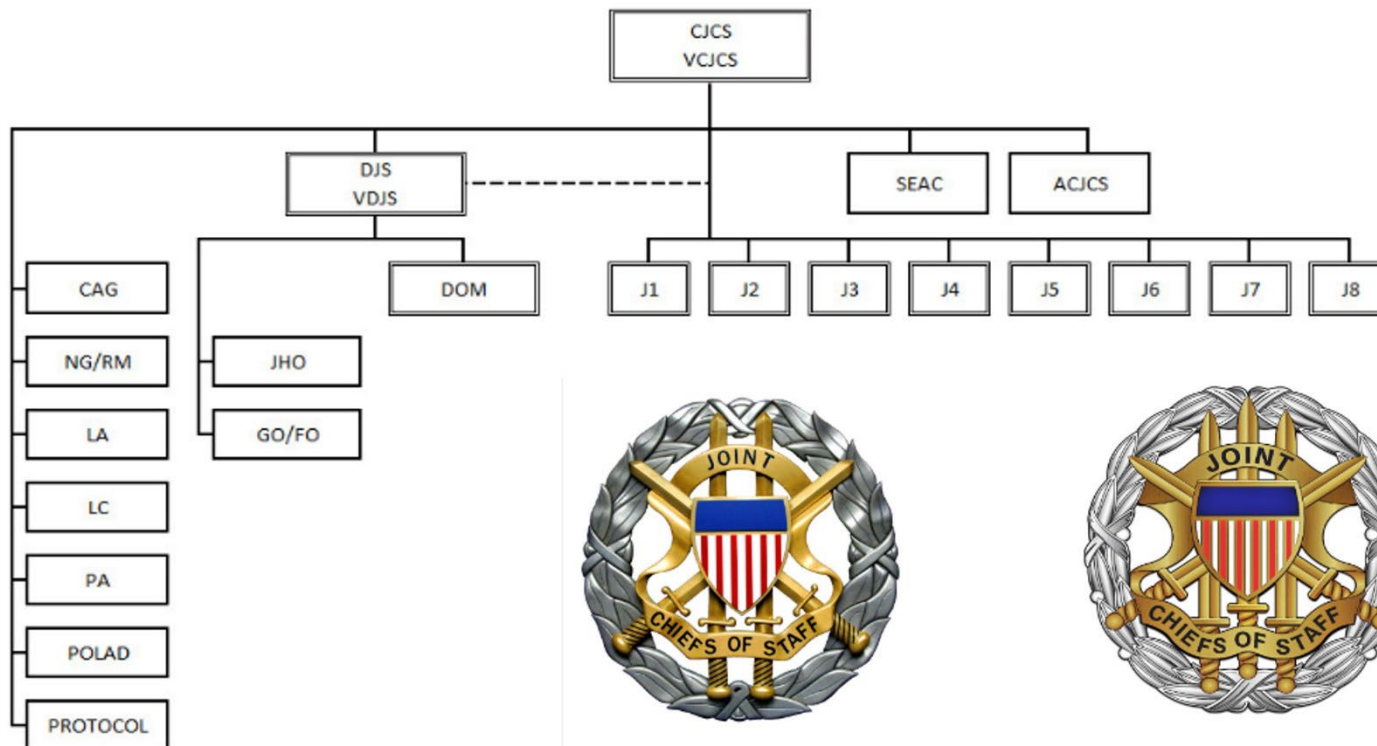 CJCS
VCJCS
DJS
VDJS
SEAC
ACJCS
CAG
DOM
J1
J2
J3
J4
J5
J6
J7
J8
NG/RM
JHO
LA
GO/FO
LC
PA
POLAD
PROTOCOL
JOINT
CHIEFS OF STAFF
JOINT
CHIEFS OF STAFF